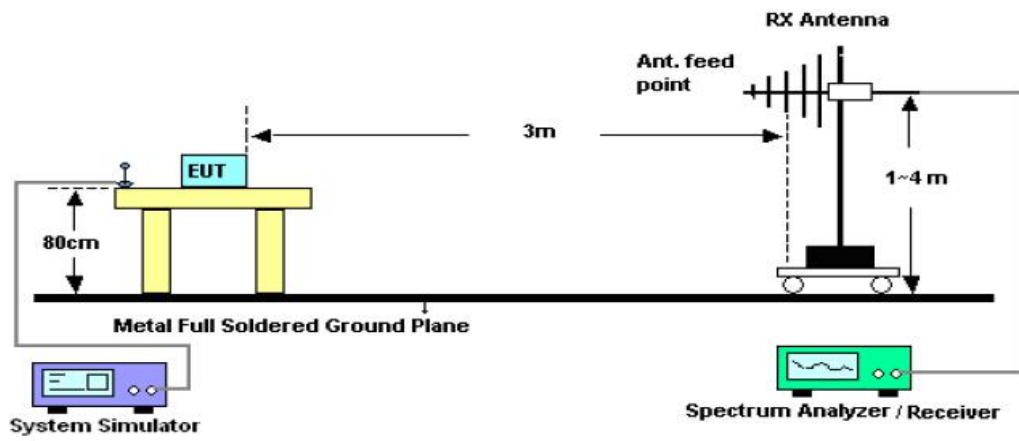 RX Antenna
Ant. feed
point
3m
EUT
1~4 m
80cm
Metal Full Soldered Ground Plane
System Simulator
Spectrum Analyzer / Receiver